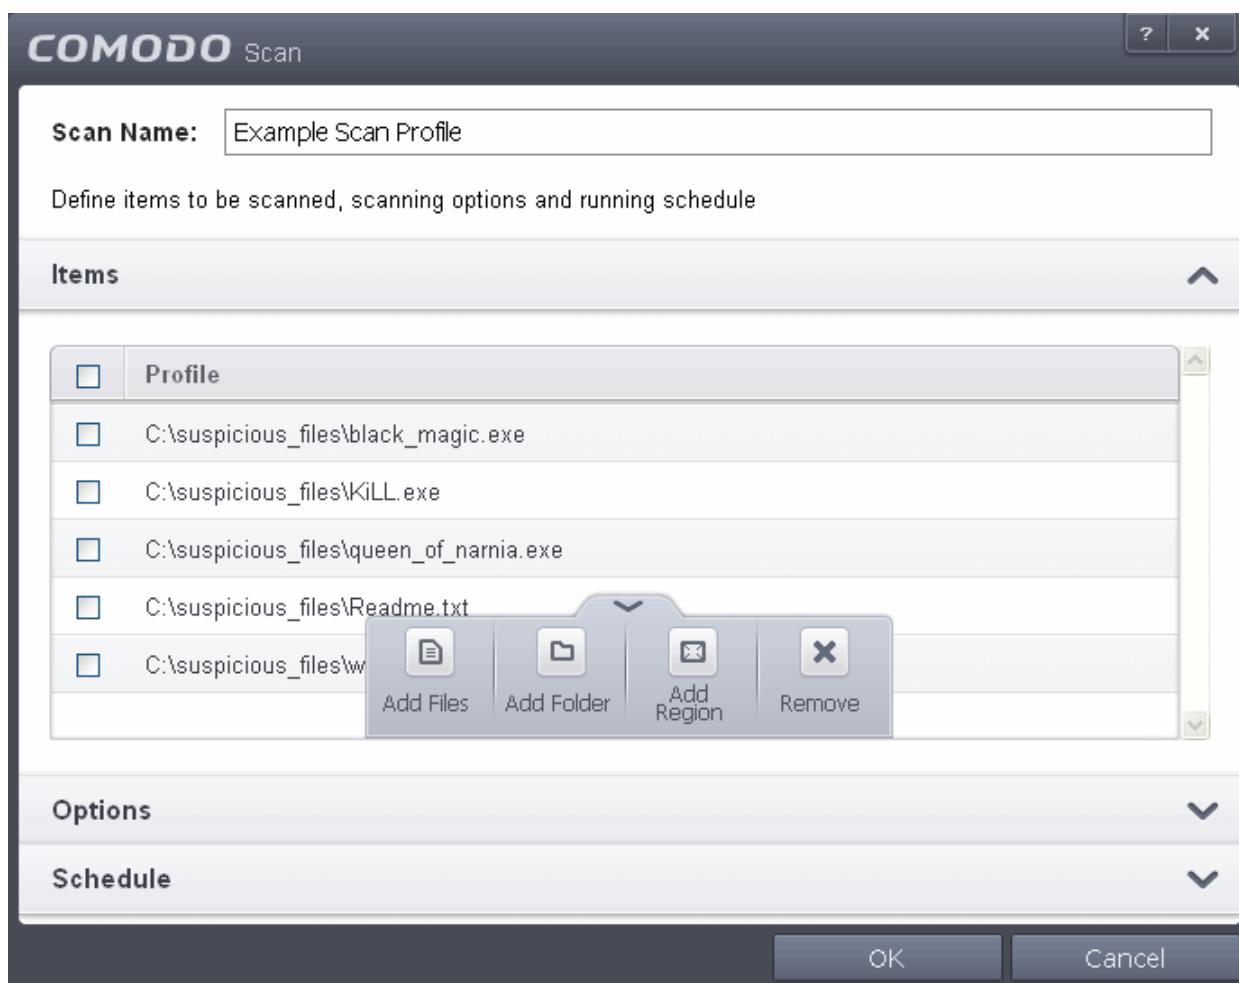 COMODO Scan
? x
Scan Name: Example Scan Profile
Define items to be scanned, scanning options and running schedule
Items
Profile
C:\suspicious_files\black_magic.exe
C:\suspicious_files\KiLL.exe
C:\suspicious_files\queen_of_narnia.exe
C:\suspicious_files\Readme.txt
C:\suspicious_files\w
Add Files
Add Folder
Add
Region
Remove
Options
Schedule
OK
Cancel